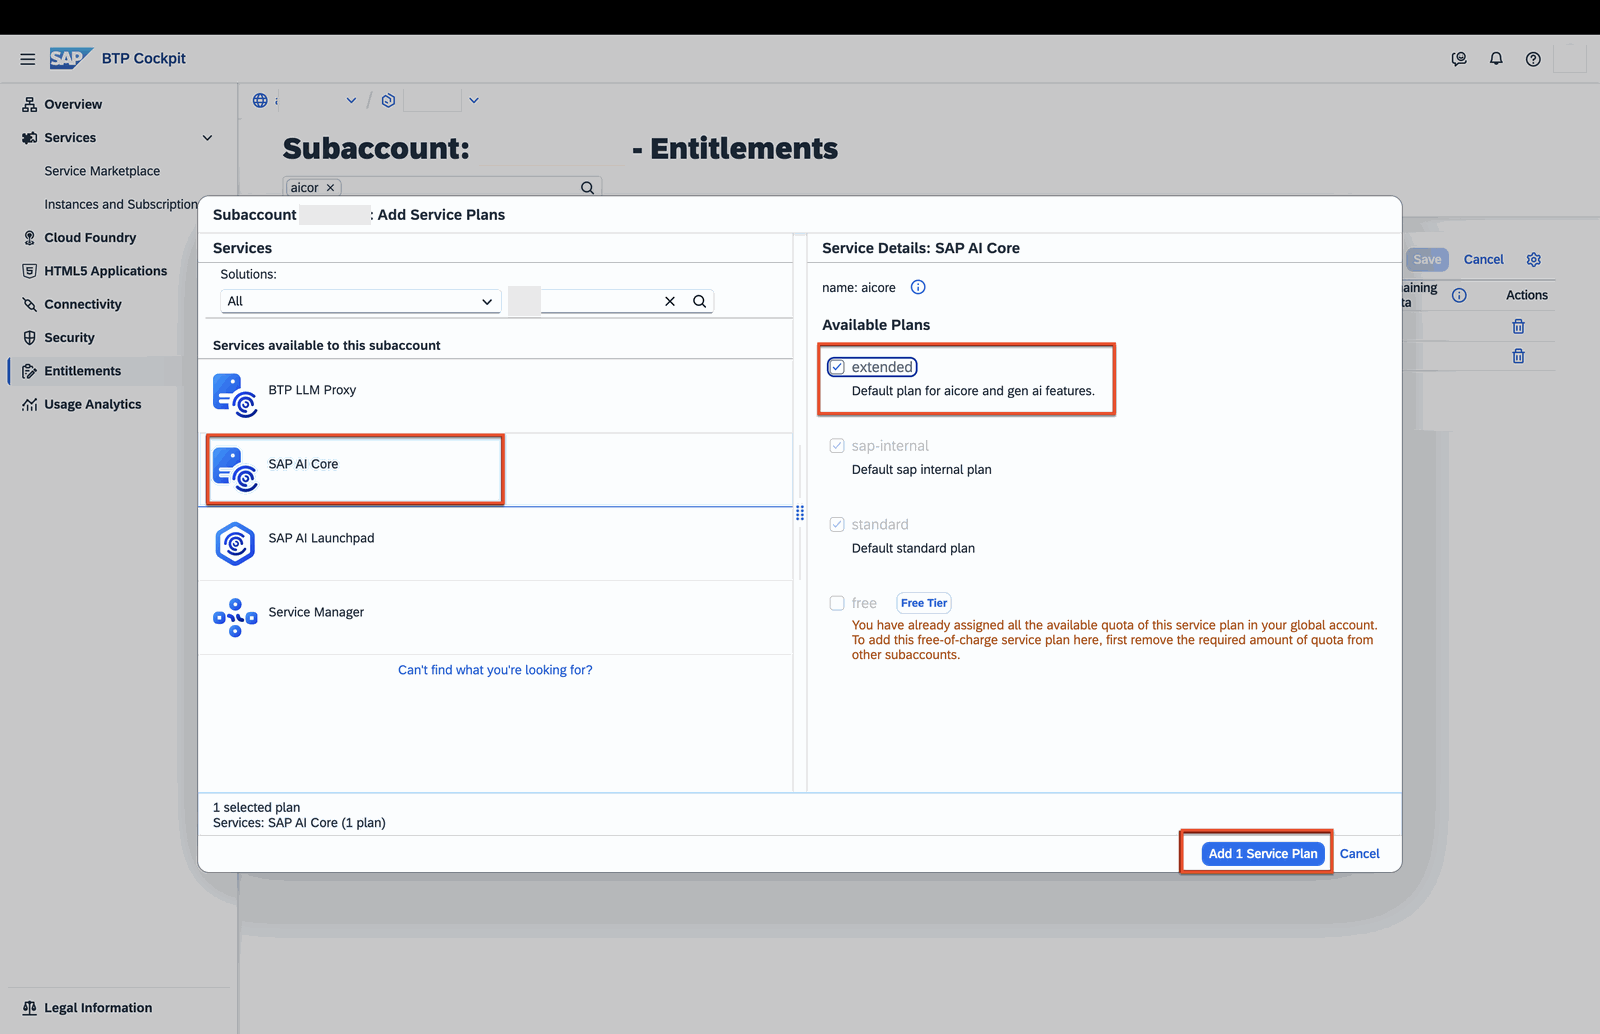 SAP BTP Cockpit
Overview
Services
Service Marketplace
Instances and Subscription
Cloud Foundry
HTML5 Applications
Connectivity
Security
Entitlements
Usage Analytics
Legal Information
/
Subaccount: - Entitlements
aicor
Save Cancel
aining
ta
Actions
Subaccount : Add Service Plans
Services
Solutions:
All
Services available to this subaccount
BTP LLM Proxy
SAP AI Core
SAP AI Launchpad
Service Manager
Can't find what you're looking for?
Service Details: SAP AI Core
name: aicore
Available Plans
extended
Default plan for aicore and gen ai features.
sap-internal
Default sap internal plan
standard
Default standard plan
free Free Tier
You have already assigned all the available quota of this service plan in your global account.
To add this free-of-charge service plan here, first remove the required amount of quota from
other subaccounts.
1 selected plan
Services: SAP AI Core (1 plan)
Add 1 Service Plan Cancel